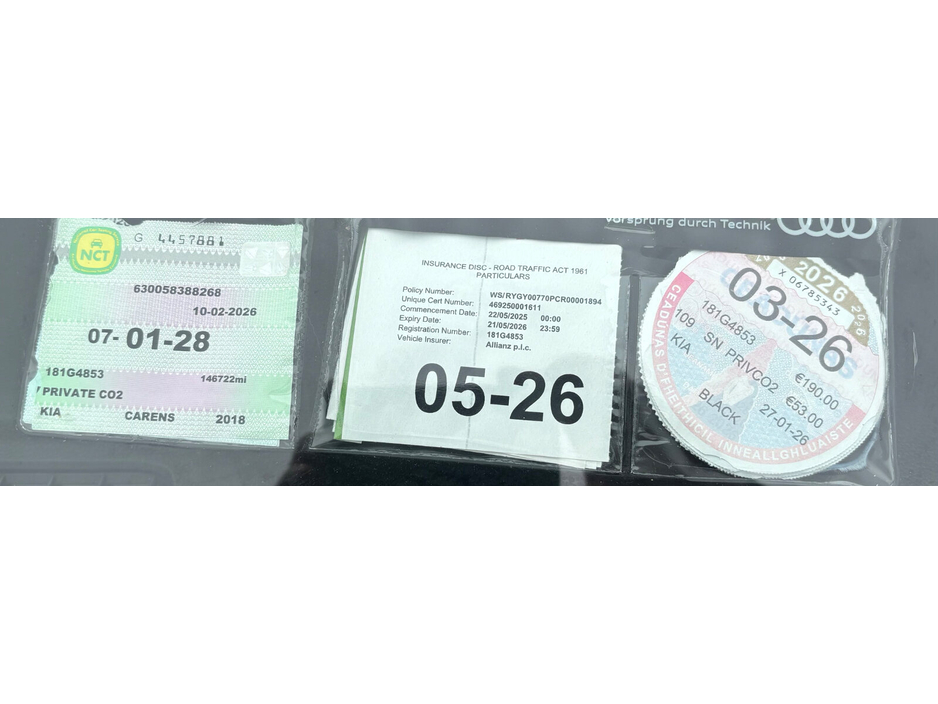 G 4457881
NCT
630058388268
10-02-2026
07-01-28
181G4853
146722mi
PRIVATE CO2
KIA CARENS 2018
INSURANCE DISC - ROAD TRAFFIC ACT 1961
PARTICULARS
Policy Number: WS/RYGY00770PCR00001894
Unique Cert Number: 469250001611
Commencement Date: 22/05/2025 00:00
Expiry Date: 21/05/2026 23:59
Registration Number: 181G4853
Vehicle Insurer: Allianz p.l.c.
05-26
Vorsprung durch Technik
2026 2026
X 06785343
03-26
181G4853
109 SN PRIVCO2 €190.00
KIA €53.00
BLACK 27-01-26
CEADÚNAS D'FHEITHICIL INNEALLGHLUAISTE